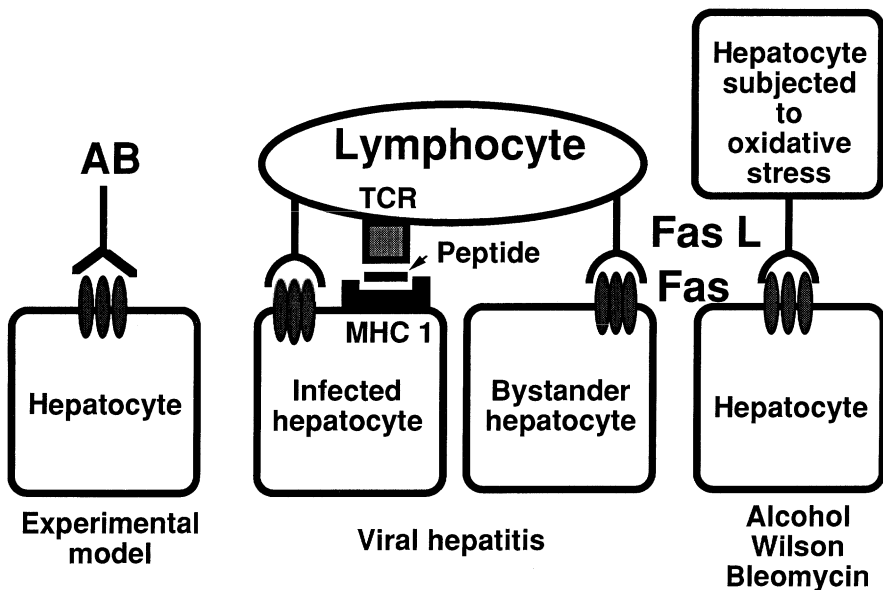 AB
Hepatocyte
Experimental
model
Lymphocyte
TCR
Peptide
MHC 1
Infected
hepatocyte
Bystander
hepatocyte
Viral hepatitis
Fas L
Fas
Hepatocyte
subjected
to
oxidative
stress
Hepatocyte
Alcohol
Wilson
Bleomycin